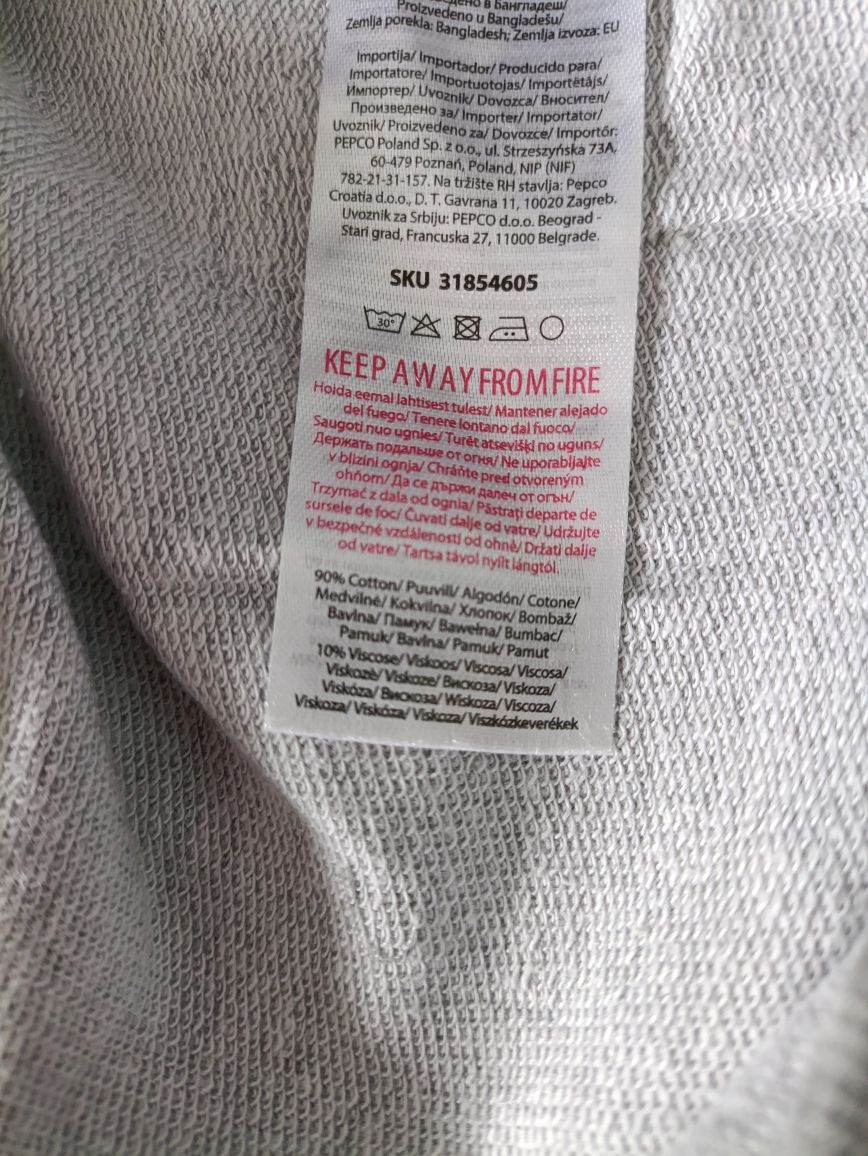 Proizvedeno u Bangladešu/
Zemlja porekla: Bangladesh; Zemlja izvoza: EU
Importija/ Importador/ Producido para/
Importatore/ Importuotojas/ Importētājs/
Импортер/ Uvoznik/ Dovozca/ Вносител/
Произведено за/ Importer/ Importator/
Uvoznik/ Proizvedeno za/ Dovozce/ Importőr:
PEPCO Poland Sp. z o.o., ul. Strzeszyńska 73A,
60-479 Poznań, Poland, NIP (NIF)
782-21-31-157. Na tržište RH stavlja: Pepco
Croatia d.o.o., D. T. Gavrana 11, 10020 Zagreb.
Uvoznik za Srbiju: PEPCO d.o.o. Beograd -
Stari grad, Francuska 27, 11000 Belgrade.
SKU 31854605
30°
KEEP AWAY FROM FIRE
Hoida eemal lahtisest tulest/ Mantener alejado
del fuego/ Tenere lontano dal fuoco/
Saugoti nuo ugnies/ Turēt atsevišķi no uguns/
Держать подальше от огня/ Ne uporabljajte
v blizini ognja/ Chráňte pred otvoreným
ohňom/ Да се държи далеч от огън/
Trzymać z dala od ognia/ Păstrați departe de
sursele de foc/ Čuvati dalje od vatre/ Udržujte
v bezpečné vzdálenosti od ohně/ Držati dalje
od vatre/ Tartsa távol nyílt lángtól.
90% Cotton/ Puuvill/ Algodón/ Cotone/
Medvilnė/ Kokvilna/ Хлопок/ Bombaž/
Bavlna/ Памук/ Bawełna/ Bumbac/
Pamuk/ Bavlna/ Pamuk/ Pamut
10% Viscose/ Viskoos/ Viscosa/ Viscosa/
Viskozė/ Viskoze/ Вискоза/ Viskoza/
Viskóza/ Вискоза/ Wiskoza/ Viscoza/
Viskoza/ Viskóza/ Viskoza/ Viszkózkeverékek